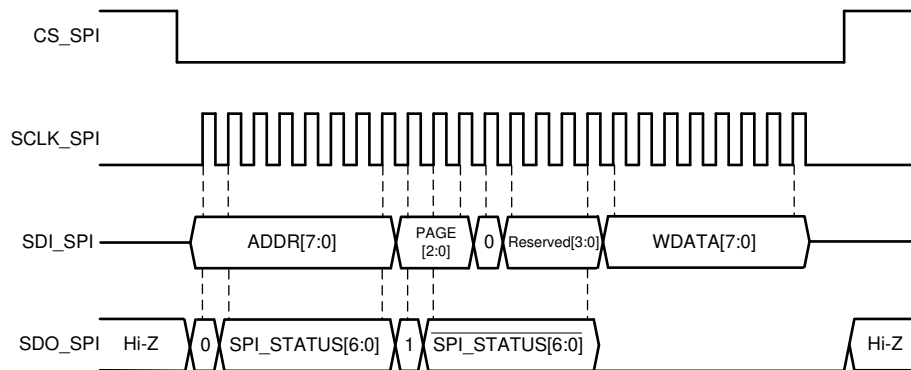 CS_SPI
SCLK_SPI
SDI_SPI
ADDR[7:0]
PAGE
[2:0]
0
Reserved[3:0]
WDATA[7:0]
SDO_SPI
Hi-Z
0
SPI_STATUS[6:0]
1
SPI_STATUS[6:0]
Hi-Z